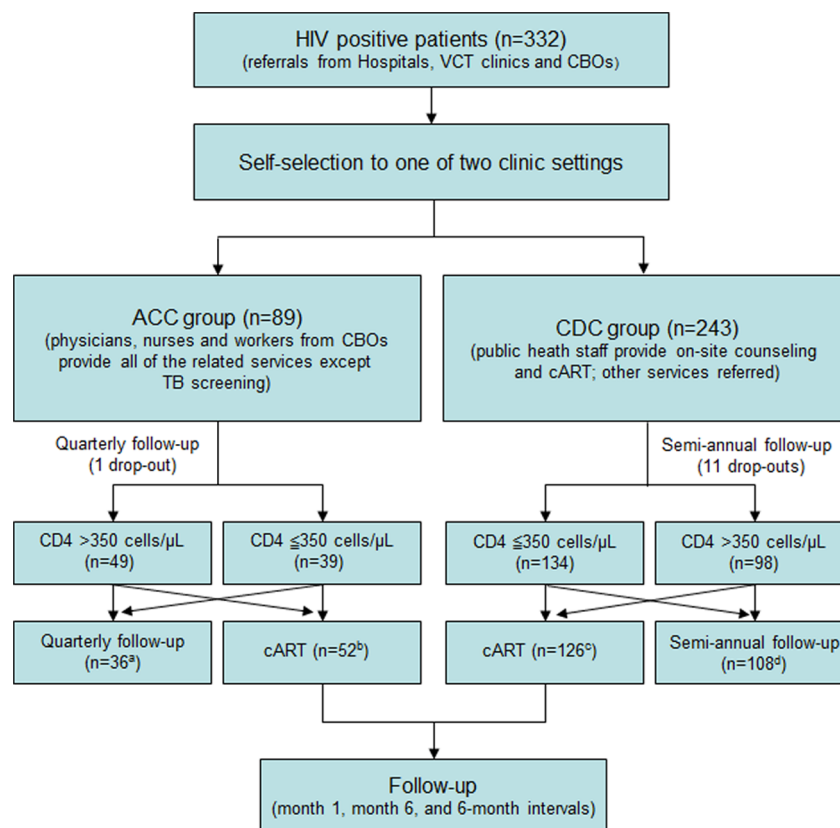 HIV positive patients (n=332)
(referrals from Hospitals, VCT clinics and CBOs)
Self-selection to one of two clinic settings
ACC group (n=89)
(physicians, nurses and workers from CBOs
provide all of the related services except
TB screening)
CDC group (n=243)
(public heath staff provide on-site counseling
and cART; other services referred)
Quarterly follow-up
(1 drop-out)
Semi-annual follow-up
(11 drop-outs)
CD4 >350 cells/μL
(n=49)
CD4 ≦350 cells/μL
(n=39)
CD4 ≦350 cells/μL
(n=134)
CD4 >350 cells/μL
(n=98)
Quarterly follow-up
(n=36ᵃ)
cART (n=52ᵇ)
cART (n=126ᶜ)
Semi-annual follow-up
(n=108ᵈ)
Follow-up
(month 1, month 6, and 6-month intervals)